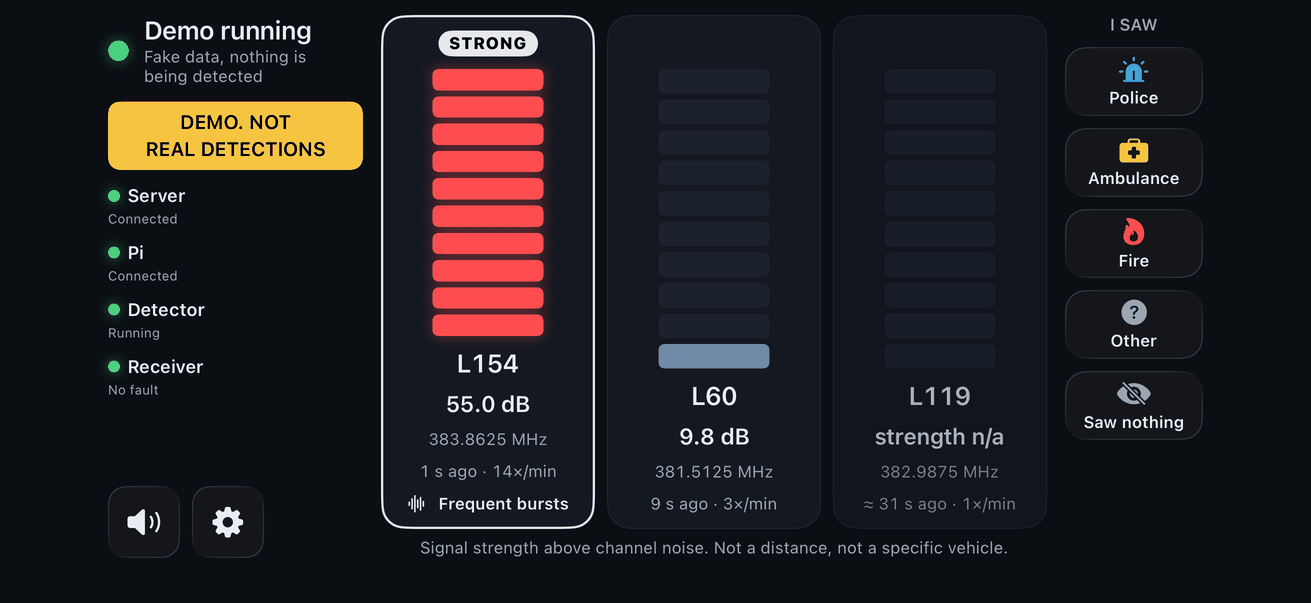 Demo running
Fake data, nothing is
being detected
DEMO. NOT
REAL DETECTIONS
Server
Connected
Pi
Connected
Detector
Running
Receiver
No fault
STRONG
L154
55.0 dB
383.8625 MHz
1 s ago · 14×/min
Frequent bursts
L60
9.8 dB
381.5125 MHz
9 s ago · 3×/min
L119
strength n/a
382.9875 MHz
≈ 31 s ago · 1×/min
Signal strength above channel noise. Not a distance, not a specific vehicle.
I SAW
Police
Ambulance
Fire
?
Other
Saw nothing